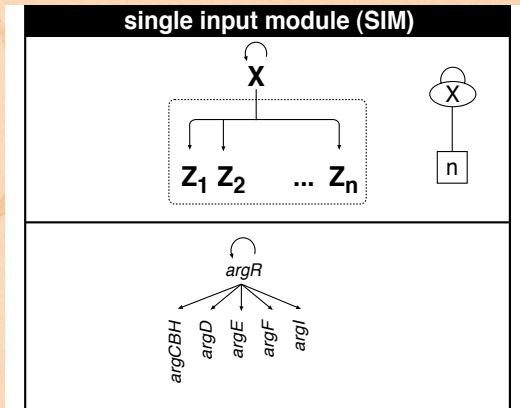 single input module (SIM)
X
X
Z1 Z2 ... Zn
n
argR
argCBH
argD
argE
argF
argI